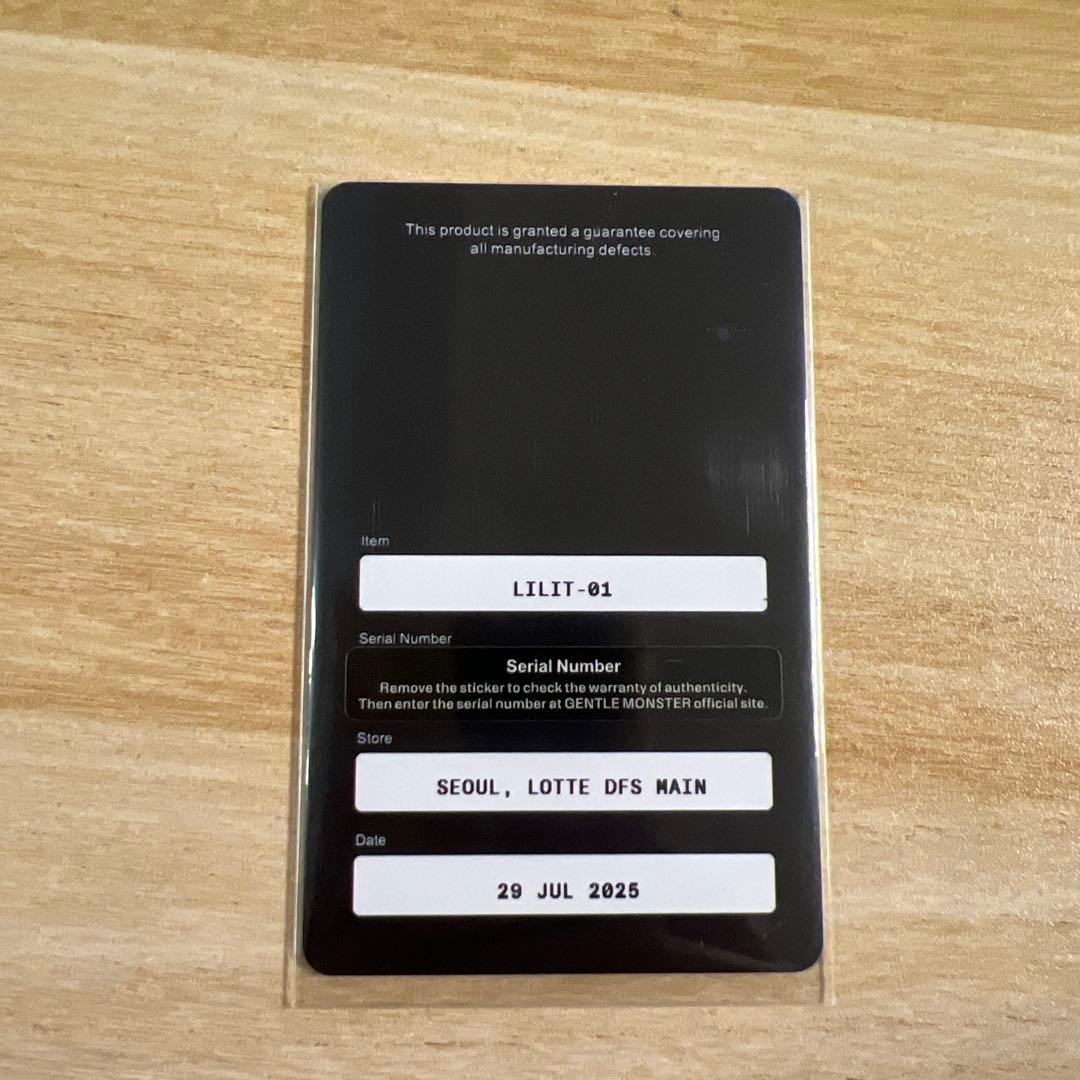 This product is granted a guarantee covering
all manufacturing defects.
Item
LILIT-01
Serial Number
Serial Number
Remove the sticker to check the warranty of authenticity.
Then enter the serial number at GENTLE MONSTER official site.
Store
SEOUL, LOTTE DFS MAIN
Date
29 JUL 2025